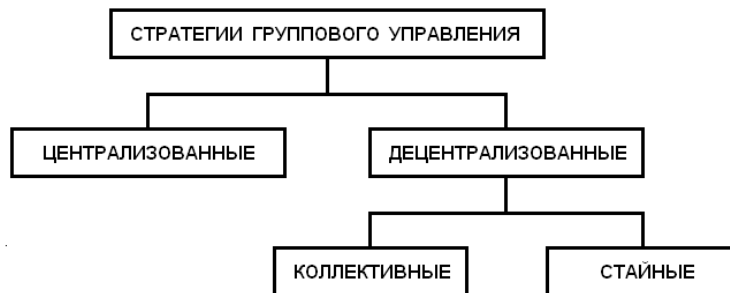 СТРАТЕГИИ ГРУППОВОГО УПРАВЛЕНИЯ
ЦЕНТРАЛИЗОВАННЫЕ
ДЕЦЕНТРАЛИЗОВАННЫЕ
КОЛЛЕКТИВНЫЕ
СТАЙНЫЕ